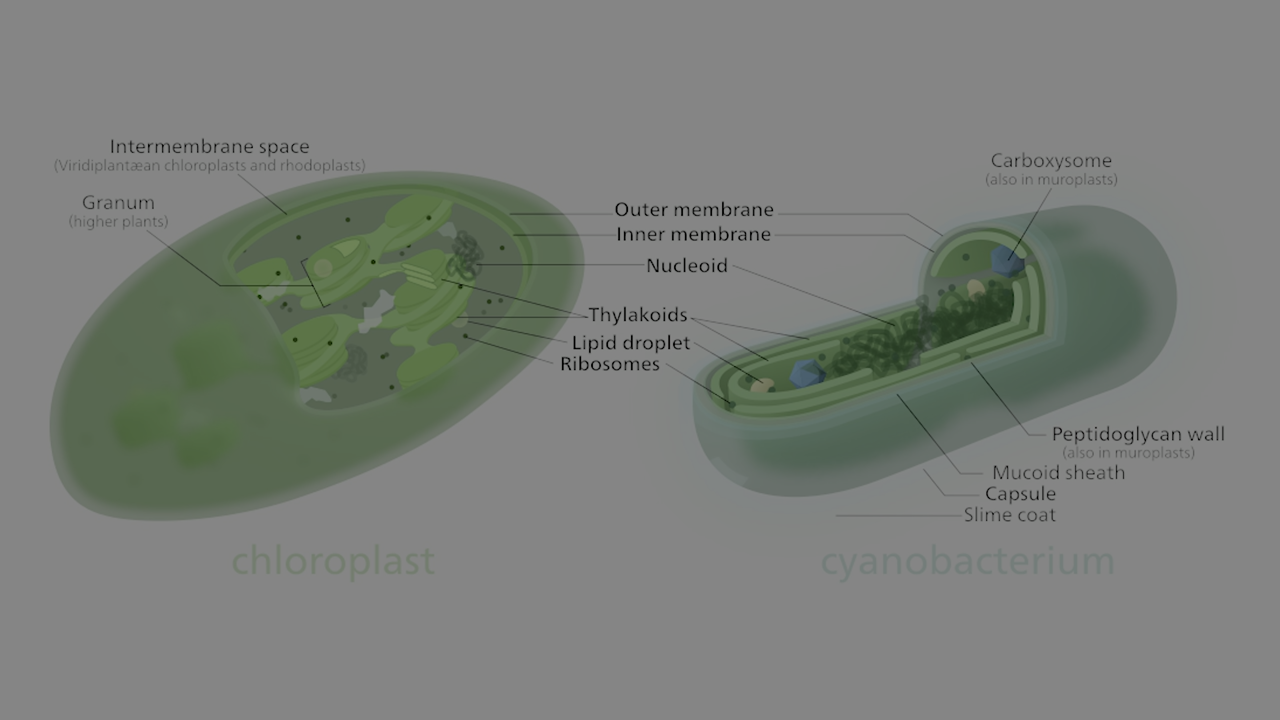 Intermembrane space
(Viridiplantæan chloroplasts and rhodoplasts)
Granum
(higher plants)
Outer membrane
Inner membrane
Nucleoid
Thylakoids
Lipid droplet
Ribosomes
Carboxysome
(also in muroplasts)
Peptidoglycan wall
(also in muroplasts)
Mucoid sheath
Capsule
Slime coat
chloroplast
cyanobacterium